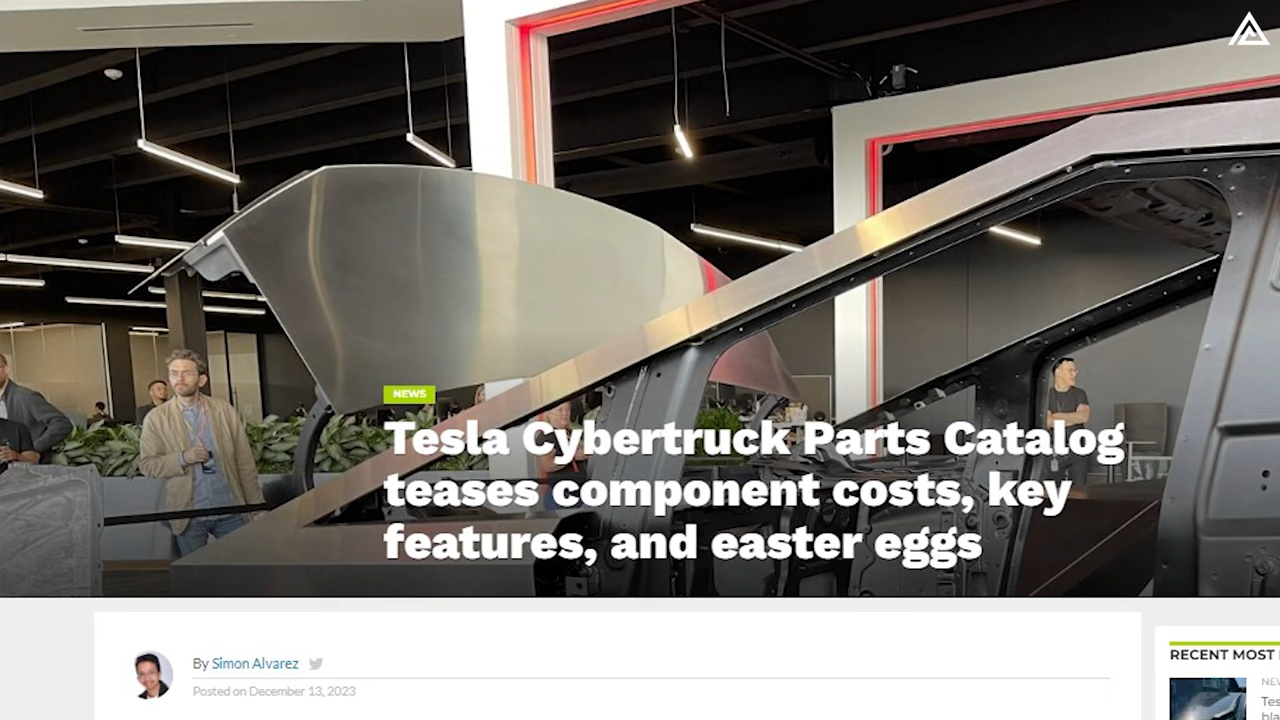 NEWS
Tesla Cybertruck Parts Catalog
teases component costs, key
features, and easter eggs
By Simon Alvarez
Posted on December 13, 2023
RECENT MOST